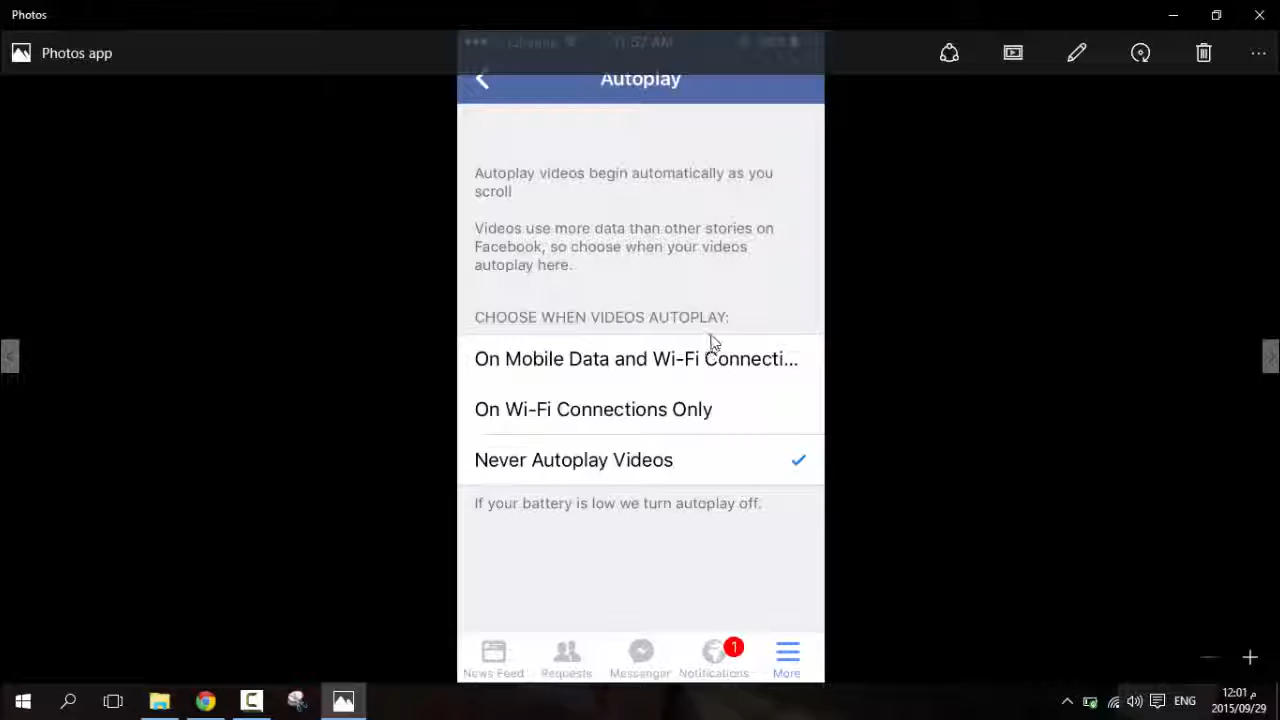 Photos
Photos app
11:57 AM
Autoplay
Autoplay videos begin automatically as you
scroll
Videos use more data than other stories on
Facebook, so choose when your videos
autoplay here.
CHOOSE WHEN VIDEOS AUTOPLAY:
On Mobile Data and Wi-Fi Connecti...
On Wi-Fi Connections Only
Never Autoplay Videos
If your battery is low we turn autoplay off.
1
News Feed Requests Messenger Notifications More
ENG
12:01 م
2015/09/29